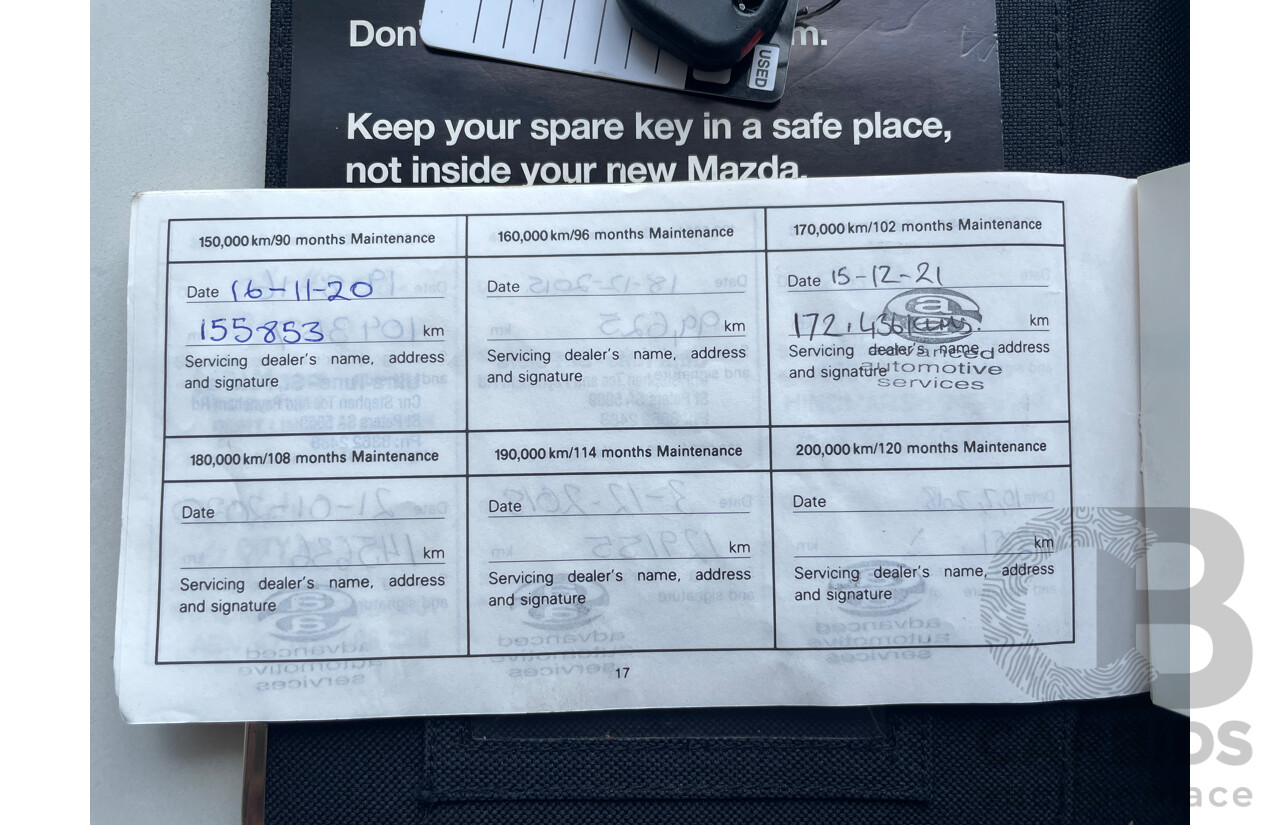 Don'
m.
USED
Keep your spare key in a safe place,
not inside your new Mazda.
150,000 km/90 months Maintenance
Date 16-11-20
155853 km
Servicing dealer's name, address
and signature
160,000 km/96 months Maintenance
Date
km
Servicing dealer's name, address
and signature
170,000 km/102 months Maintenance
Date 15-12-21
172,436 kms. km
Servicing dealer's name, address
and signature
a
advanced
automotive
services
180,000 km/108 months Maintenance
Date
km
Servicing dealer's name, address
and signature
190,000 km/114 months Maintenance
Date
km
Servicing dealer's name, address
and signature
200,000 km/120 months Maintenance
Date
km
Servicing dealer's name, address
and signature
17